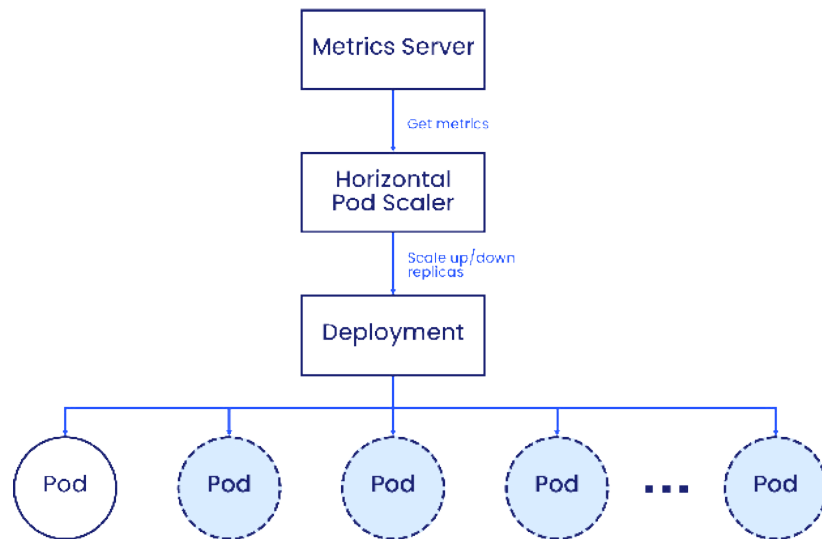 Metrics Server
Get metrics
Horizontal
Pod Scaler
Scale up/down
replicas
Deployment
Pod
Pod
Pod
Pod
...
Pod